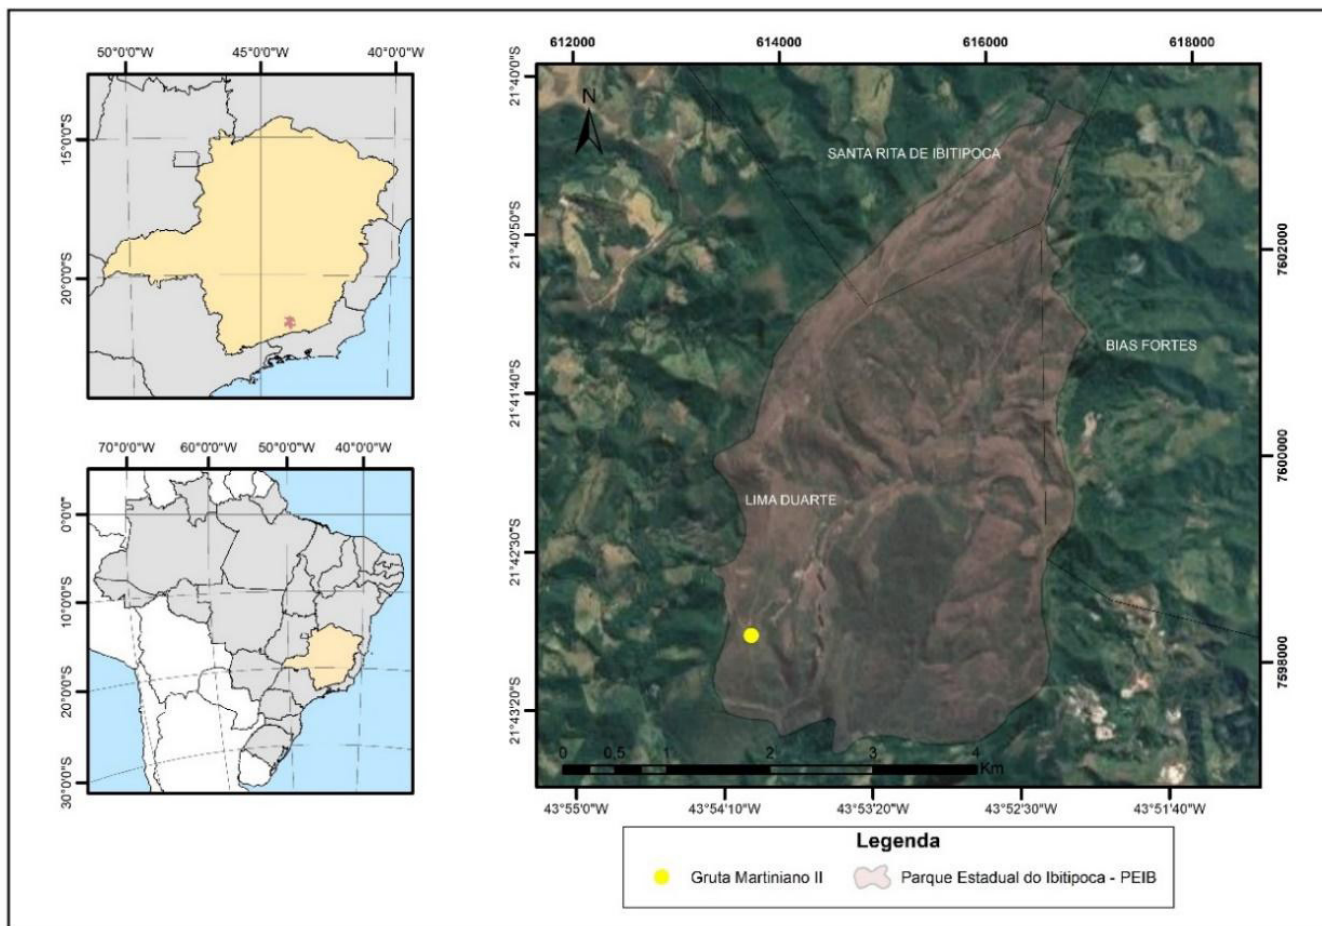 50°0'0"W 45°0'0"W 40°0'0"W
15°0'0"S
20°0'0"S
70°0'0"W 60°0'0"W 50°0'0"W 40°0'0"W
0°0'0"
10°0'0"S
20°0'0"S
30°0'0"S
612000 614000 616000 618000
21°40'0"S
21°40'50"S
21°41'40"S
21°42'30"S
21°43'20"S
N
SANTA RITA DE IBITIPOCA
BIAS FORTES
LIMA DUARTE
7602000
7600000
7598000
0 0,5 1 2 3 4
Km
43°55'0"W 43°54'10"W 43°53'20"W 43°52'30"W 43°51'40"W
Legenda
Gruta Martiniano II Parque Estadual do Ibitipoca - PEIB